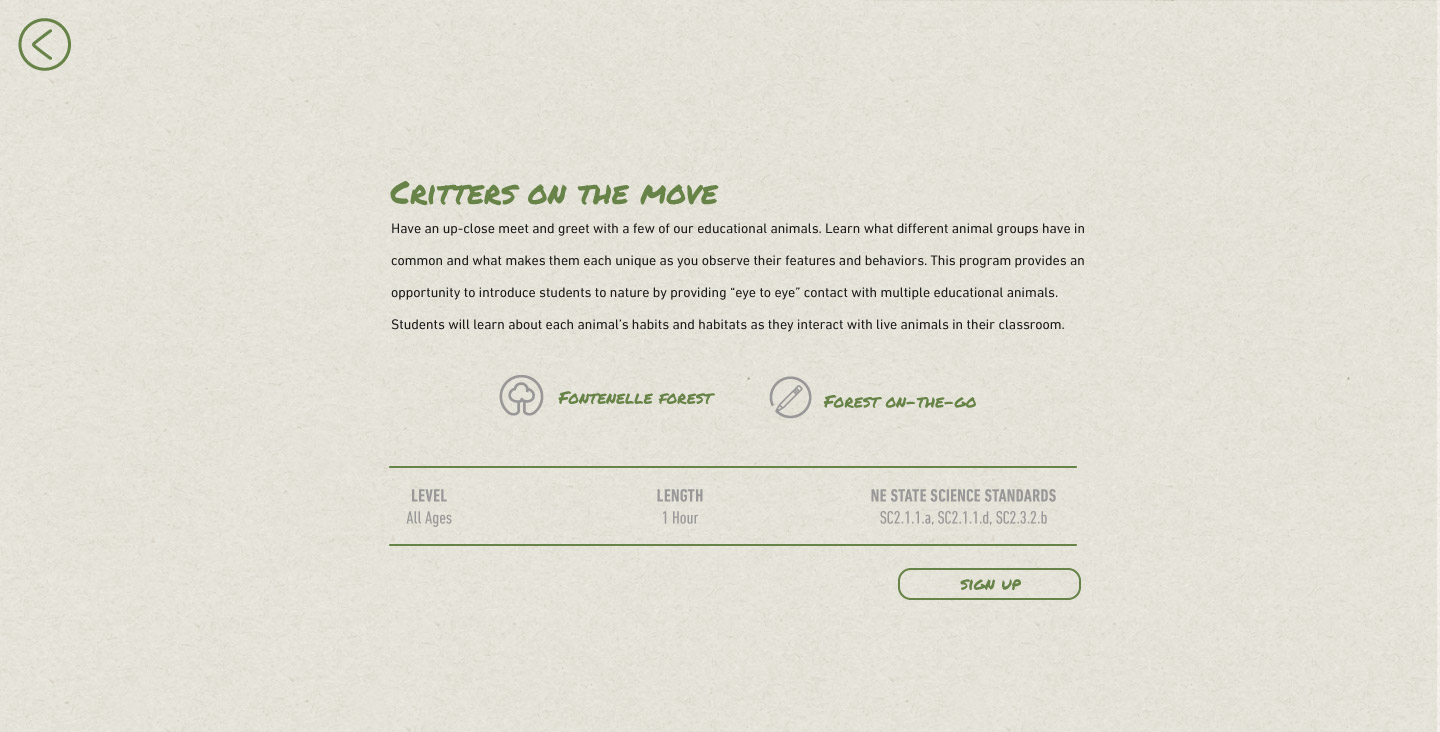 Critters on the move
Have an up-close meet and greet with a few of our educational animals. Learn what different animal groups have in
common and what makes them each unique as you observe their features and behaviors. This program provides an
opportunity to introduce students to nature by providing “eye to eye” contact with multiple educational animals.
Students will learn about each animal’s habits and habitats as they interact with live animals in their classroom.
Fontenelle forest
Forest on-the-go
LEVEL LENGTH NE STATE SCIENCE STANDARDS
All Ages 1 Hour SC2.1.1.a, SC2.1.1.d, SC2.3.2.b
sign up